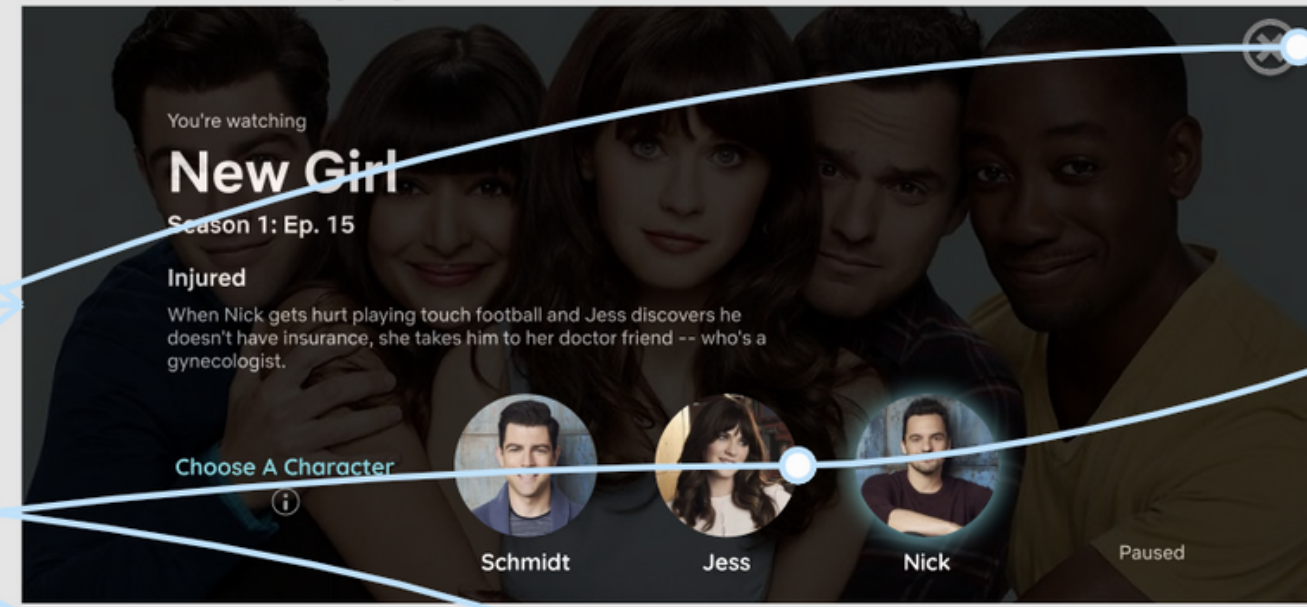 You're watching
New Girl
Season 1: Ep. 15
Injured
When Nick gets hurt playing touch football and Jess discovers he
doesn't have insurance, she takes him to her doctor friend -- who's a
gynecologist.
Choose A Character
i
Schmidt
Jess
Nick
Paused